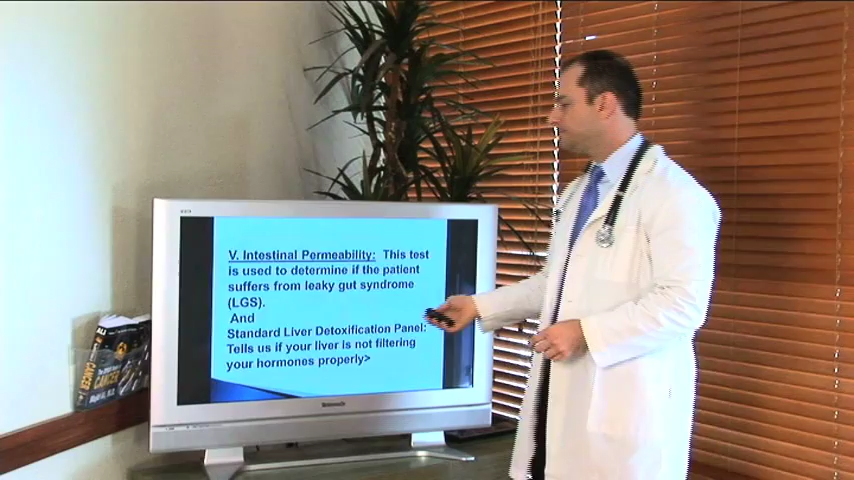 V. Intestinal Permeability: This test
is used to determine if the patient
suffers from leaky gut syndrome
(LGS).
And
Standard Liver Detoxification Panel:
Tells us if your liver is not filtering
your hormones properly>
CANCER